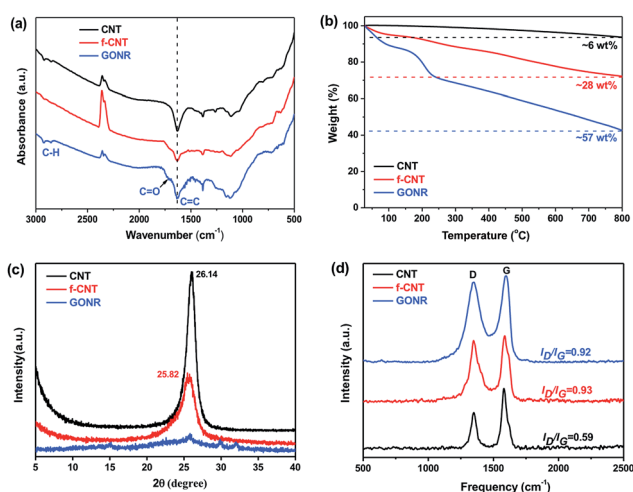 (a)
CNT
f-CNT
GONR
C-H
C=O
C=C
Absorbance (a.u.)
3000 2500 2000 1500 1000 500
Wavenumber (cm⁻¹)
(b)
100
90
80
70
60
50
40
30
20
Weight (%)
~6 wt%
~28 wt%
~57 wt%
CNT
f-CNT
GONR
100 200 300 400 500 600 700 800
Temperature (°C)
(c)
CNT
f-CNT
GONR
26.14
25.82
Intensity(a.u.)
5 10 15 20 25 30 35 40
2θ (degree)
(d)
CNT
f-CNT
GONR
D G
I_D/I_G=0.92
I_D/I_G=0.93
I_D/I_G=0.59
Intensity (a.u.)
500 1000 1500 2000 2500
Frequency (cm⁻¹)